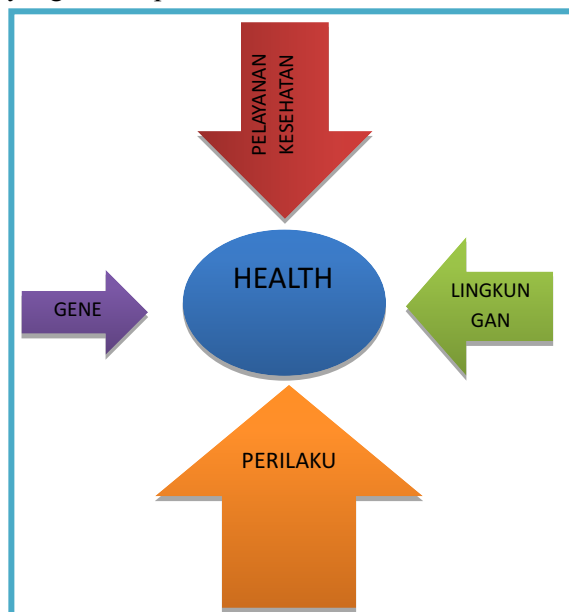 PELAYANAN
KESEHATAN
HEALTH
GENE
LINGKUN
GAN
PERILAKU